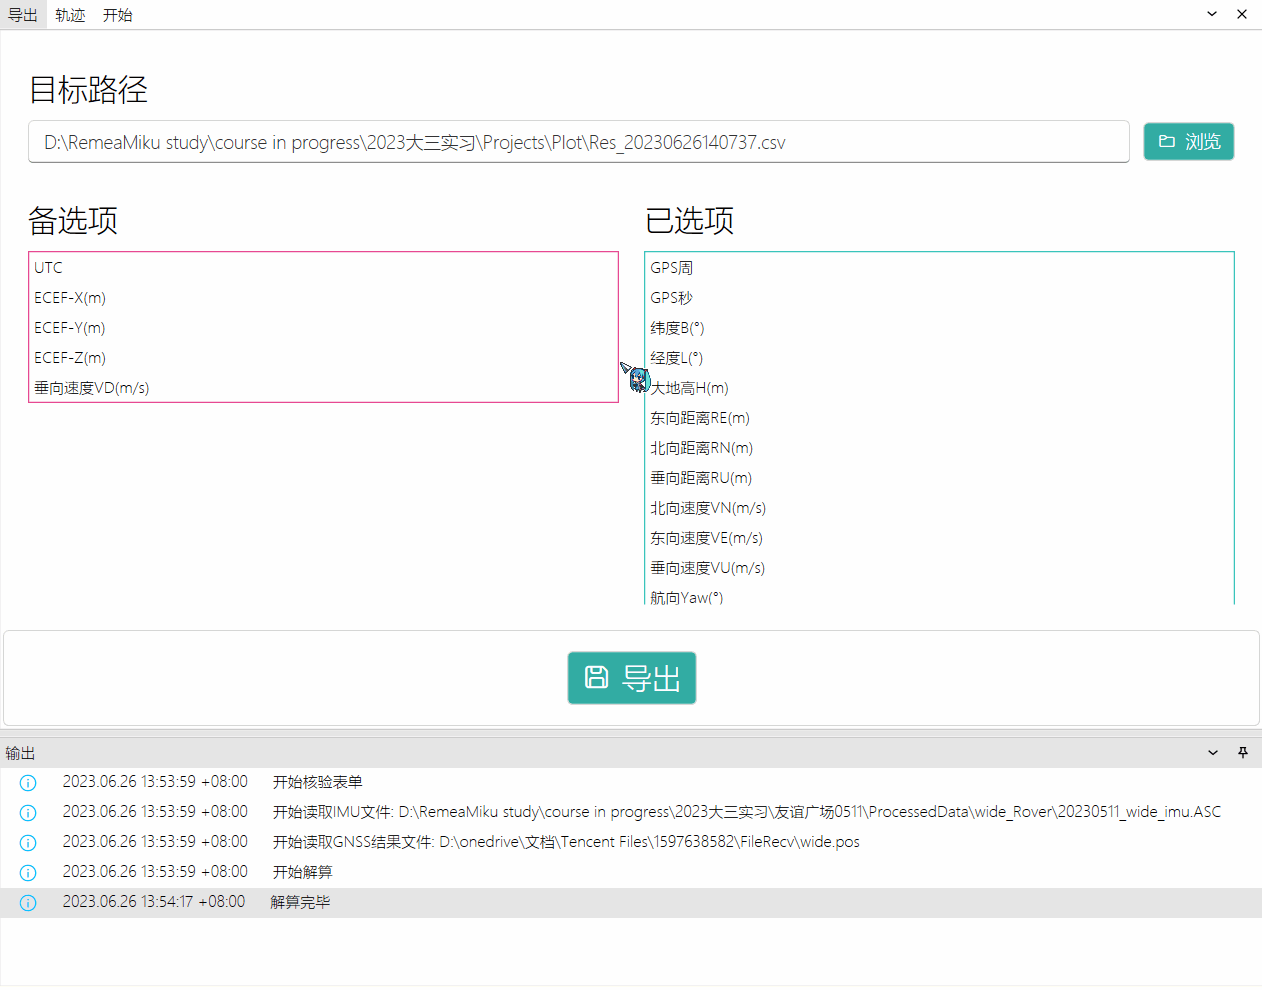 导出 轨迹 开始
目标路径
D:\RemeaMiku study\course in progress\2023大三实习\Projects\Plot\Res_20230626140737.csv
浏览
备选项
UTC
ECEF-X(m)
ECEF-Y(m)
ECEF-Z(m)
垂向速度VD(m/s)
已选项
GPS周
GPS秒
纬度B(°)
经度L(°)
大地高H(m)
东向距离RE(m)
北向距离RN(m)
垂向距离RU(m)
北向速度VN(m/s)
东向速度VE(m/s)
垂向速度VU(m/s)
航向Yaw(°)
导出
输出
2023.06.26 13:53:59 +08:00 开始核验表单
2023.06.26 13:53:59 +08:00 开始读取IMU文件: D:\RemeaMiku study\course in progress\2023大三实习\友谊广场0511\ProcessedData\wide_Rover\20230511_wide_imu.ASC
2023.06.26 13:53:59 +08:00 开始读取GNSS结果文件: D:\onedrive\文档\Tencent Files\1597638582\FileRecv\wide.pos
2023.06.26 13:53:59 +08:00 开始解算
2023.06.26 13:54:17 +08:00 解算完毕